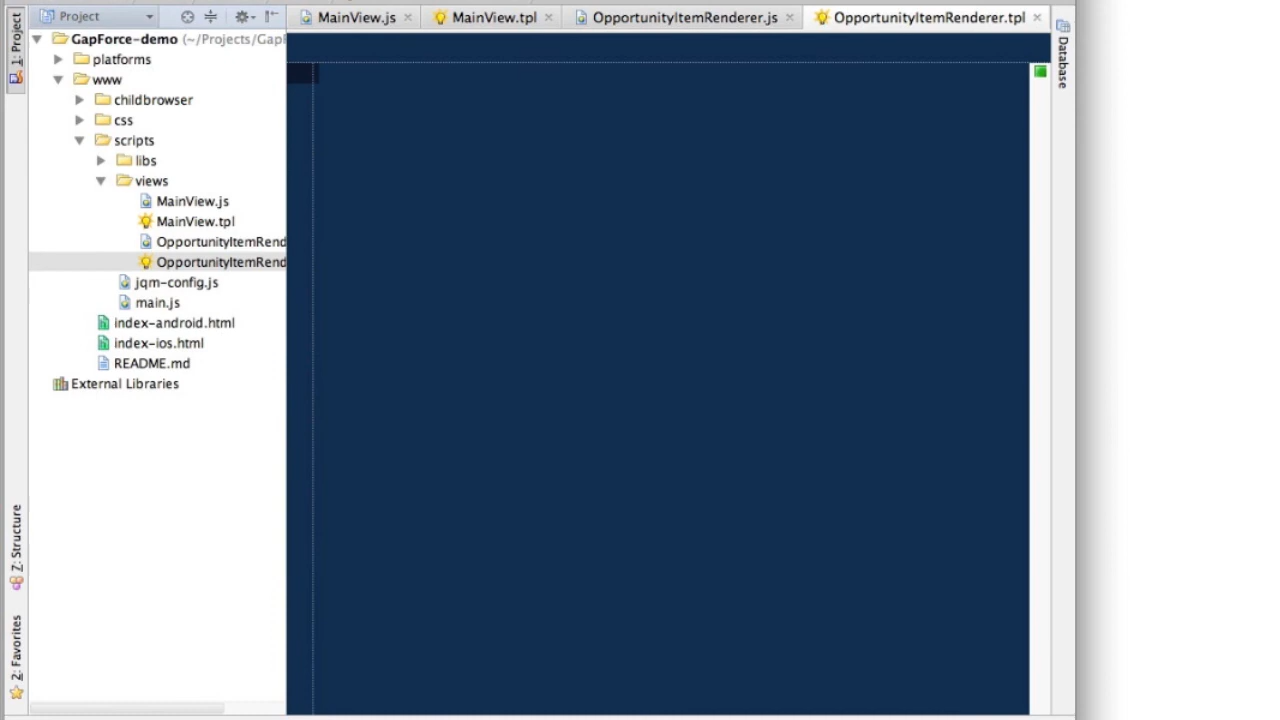 1: Project
Project
MainView.js
MainView.tpl
OpportunityItemRenderer.js
OpportunityItemRenderer.tpl
GapForce-demo (~/Projects/GapF
platforms
www
childbrowser
css
scripts
libs
views
MainView.js
MainView.tpl
OpportunityItemRend
OpportunityItemRend
jqm-config.js
main.js
index-android.html
index-ios.html
README.md
External Libraries
Z: Structure
2: Favorites
Database